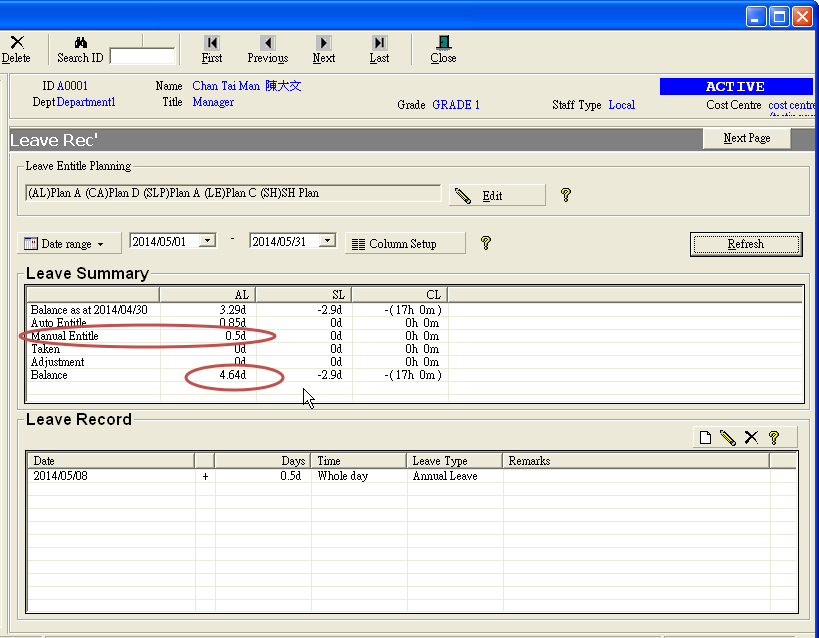 Delete Search ID First Previous Next Last Close
ID A0001 Name Chan Tai Man 陳大文 ACTIVE
Dept Department1 Title Manager Grade GRADE 1 Staff Type Local Cost Centre cost centre
Leave Rec' Next Page
Leave Entitle Planning
(AL)Plan A (CA)Plan D (SLP)Plan A (LE)Plan C (SH)SH Plan Edit ?
Date range 2014/05/01 - 2014/05/31 Column Setup ? Refresh
Leave Summary
AL SL CL
Balance as at 2014/04/30 3.29d -2.9d -( 17h 0m )
Auto Entitle 0.85d 0d 0h 0m
Manual Entitle 0.5d 0d 0h 0m
Taken 0d 0d 0h 0m
Adjustment 0d 0d 0h 0m
Balance 4.64d -2.9d -( 17h 0m )
Leave Record
?
Date Days Time Leave Type Remarks
2014/05/08 + 0.5d Whole day Annual Leave